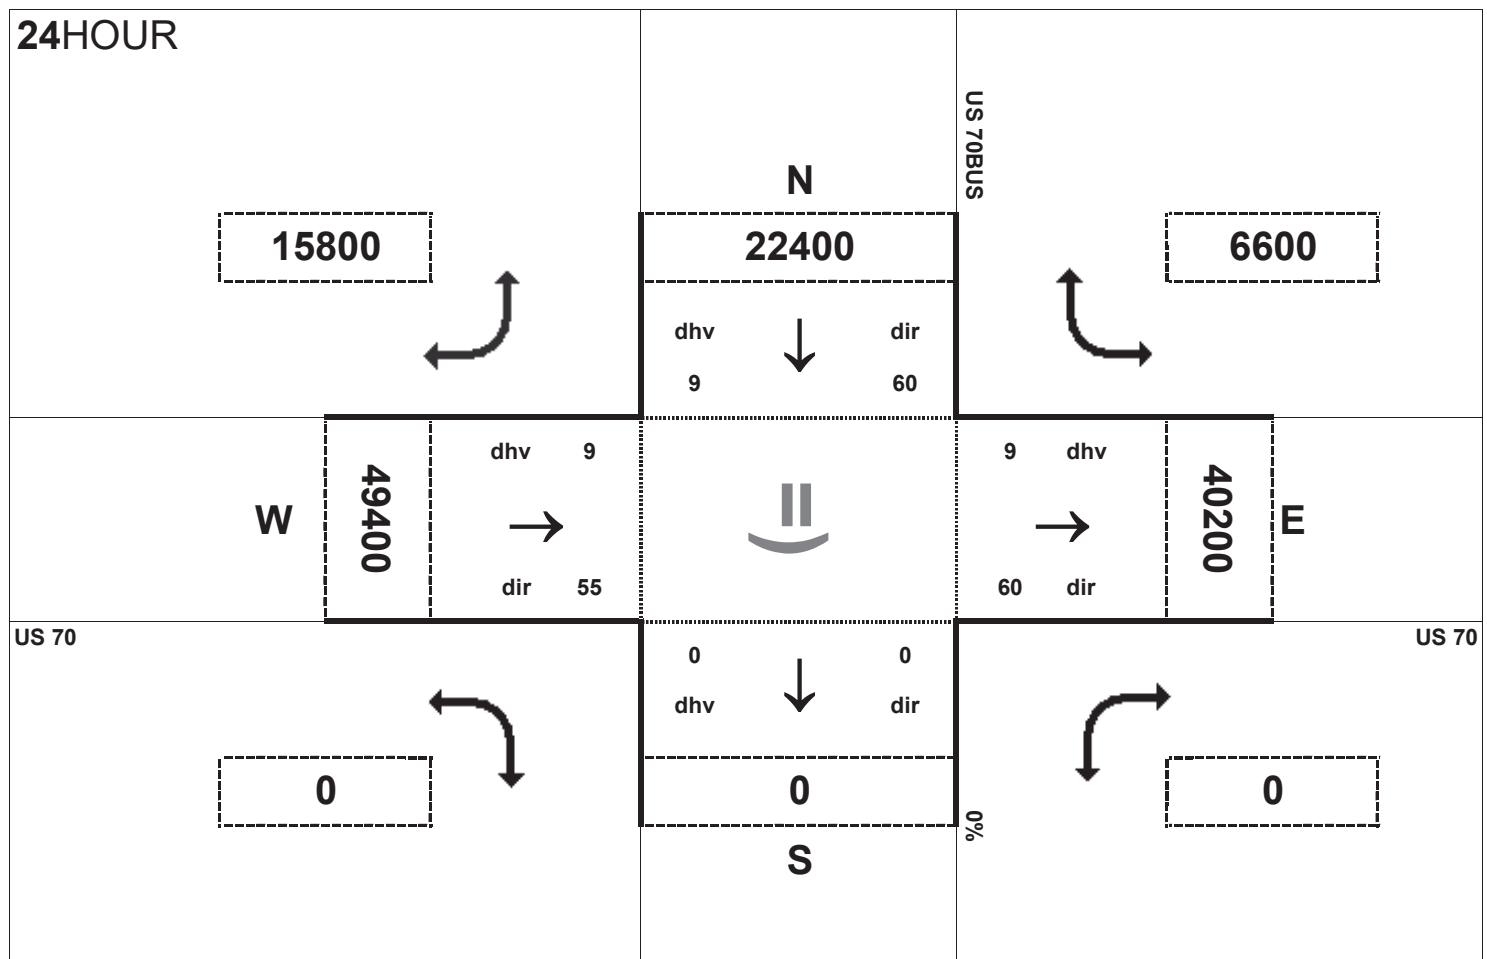 24HOUR
US 70BUS
N
15800
22400
6600
dhv
dir
9
60
dhv 9
9 dhv
W
49400
40200
E
dir 55
60 dir
US 70
US 70
0
0
dhv
dir
0
0
0
0%
S